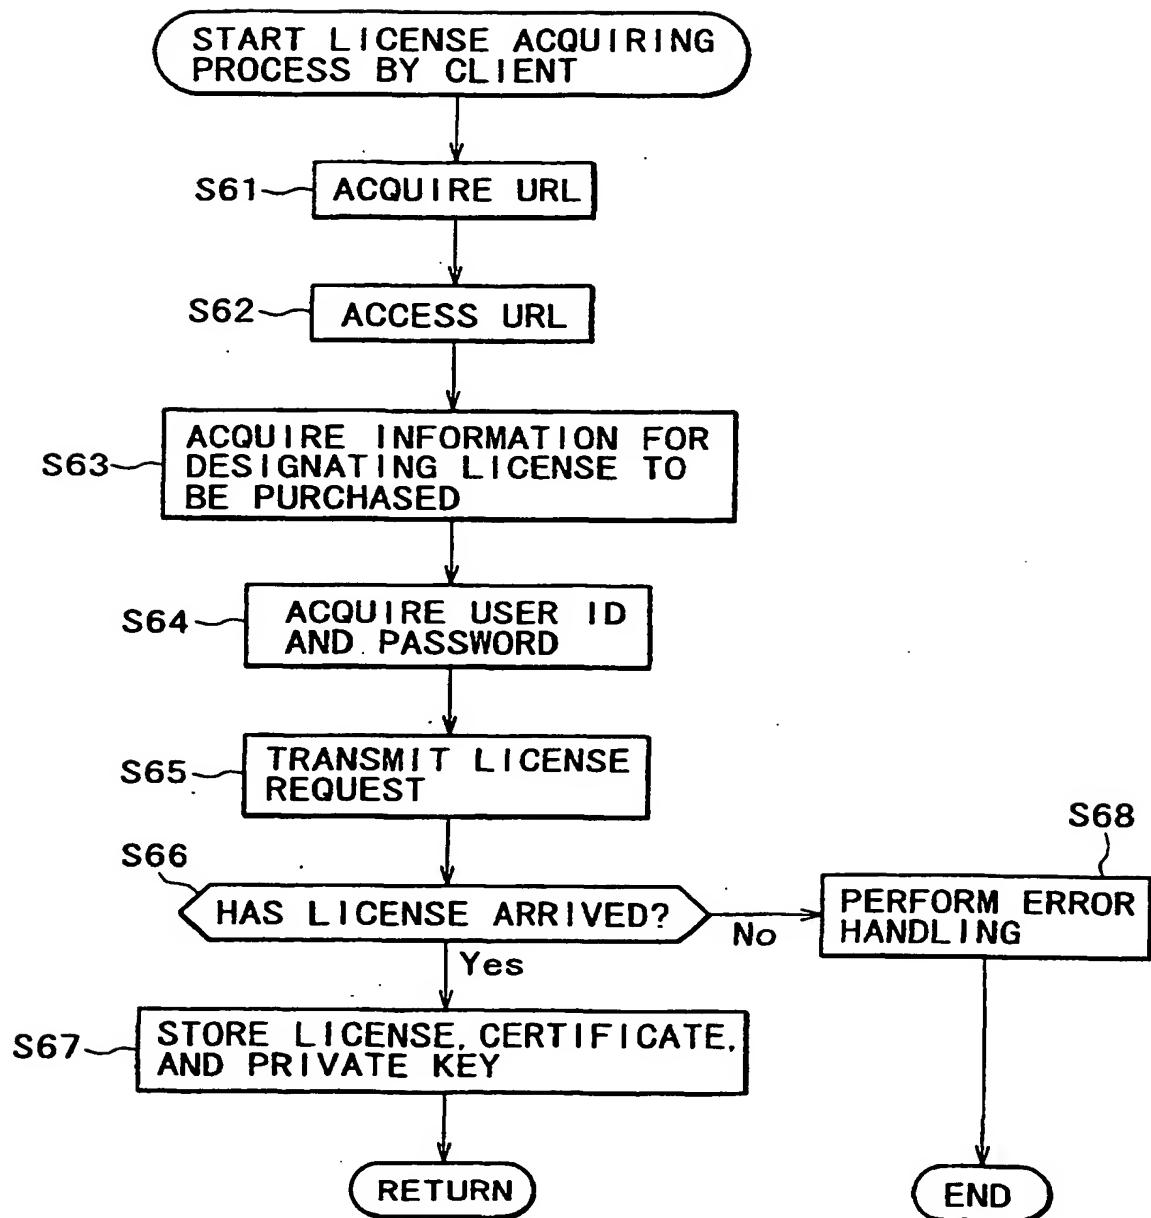 START LICENSE ACQUIRING
PROCESS BY CLIENT
S61
ACQUIRE URL
S62
ACCESS URL
S63
ACQUIRE INFORMATION FOR
DESIGNATING LICENSE TO
BE PURCHASED
S64
ACQUIRE USER ID
AND PASSWORD
S65
TRANSMIT LICENSE
REQUEST
S66
HAS LICENSE ARRIVED?
No
Yes
S68
PERFORM ERROR
HANDLING
S67
STORE LICENSE, CERTIFICATE,
AND PRIVATE KEY
RETURN
END